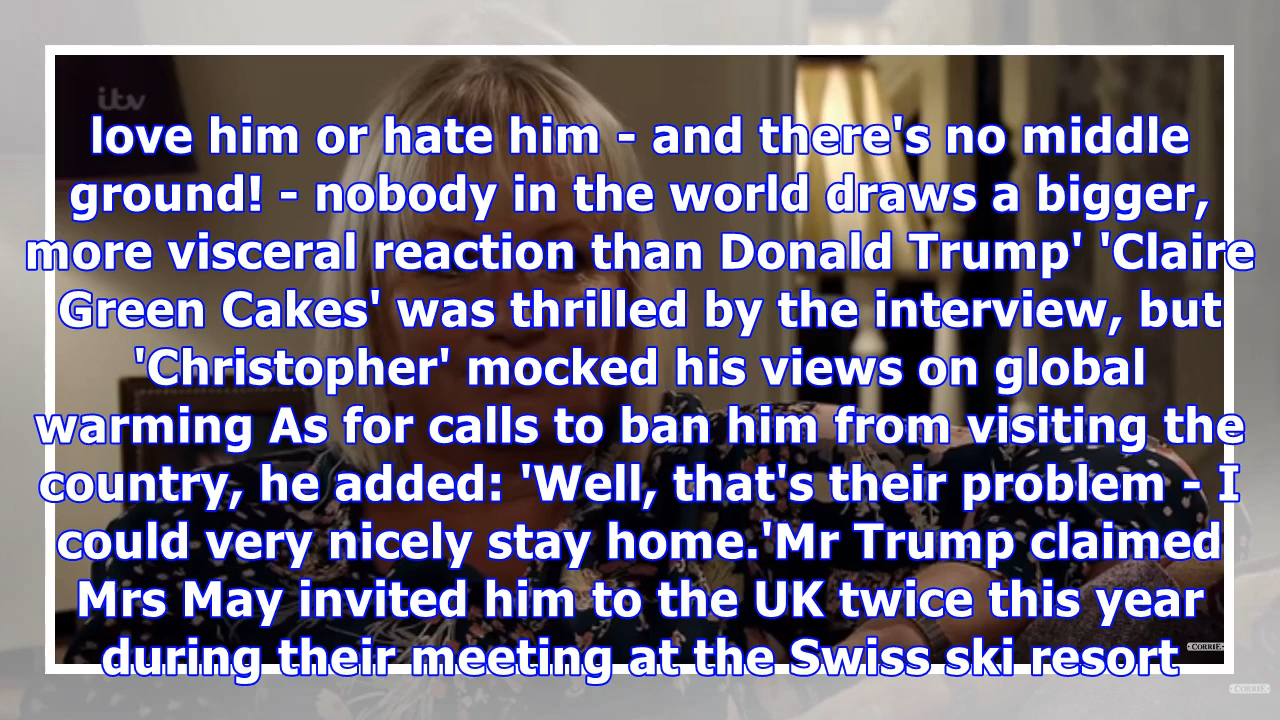 itv
love him or hate him - and there's no middle
ground! - nobody in the world draws a bigger,
more visceral reaction than Donald Trump' 'Claire
Green Cakes' was thrilled by the interview, but
'Christopher' mocked his views on global
warming As for calls to ban him from visiting the
country, he added: 'Well, that's their problem - I
could very nicely stay home.'Mr Trump claimed
Mrs May invited him to the UK twice this year
during their meeting at the Swiss ski resort
CORRIE
CORRIE